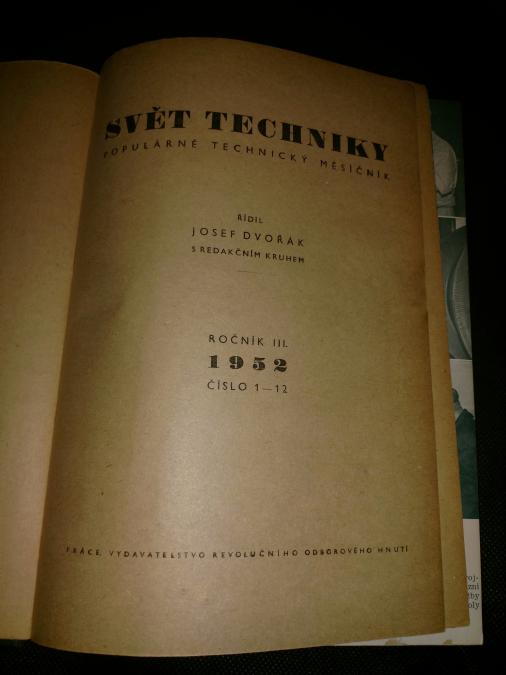 SVĚT TECHNIKY
POPULÁRNĚ TECHNICKÝ MĚSÍČNÍK
ŘÍDIL
JOSEF DVOŘÁK
S REDAKČNÍM KRUHEM
ROČNÍK III.
1952
ČÍSLO 1—12
PRÁCE, VYDAVATELSTVO REVOLUČNÍHO ODBOROVÉHO HNUTÍ